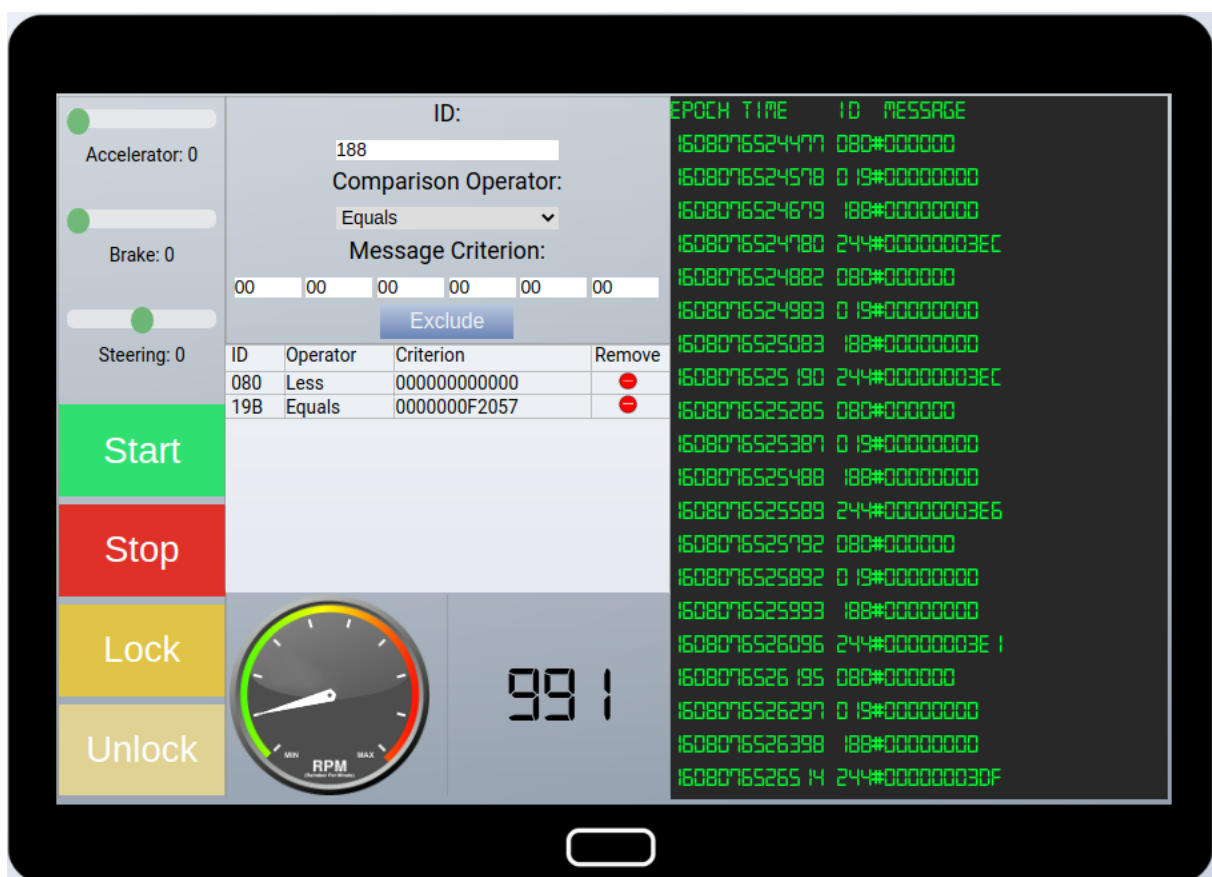 Accelerator: 0
Brake: 0
Steering: 0
Start
Stop
Lock
Unlock
ID:
188
Comparison Operator:
Equals
Message Criterion:
00 00 00 00 00 00
Exclude
ID Operator Criterion Remove
080 Less 000000000000
19B Equals 0000000F2057
MIN MAX
RPM
(Reindeer Per Minute)
991
EPOCH TIME ID MESSAGE
1608076524477 080#000000
1608076524578 019#00000000
1608076524679 188#00000000
1608076524780 244#00000003EC
1608076524882 080#000000
1608076524983 019#00000000
1608076525083 188#00000000
1608076525190 244#00000003EC
1608076525285 080#000000
1608076525387 019#00000000
1608076525488 188#00000000
1608076525589 244#00000003E6
1608076525792 080#000000
1608076525892 019#00000000
1608076525993 188#00000000
1608076526096 244#00000003E1
1608076526195 080#000000
1608076526297 019#00000000
1608076526398 188#00000000
1608076526514 244#00000003DF